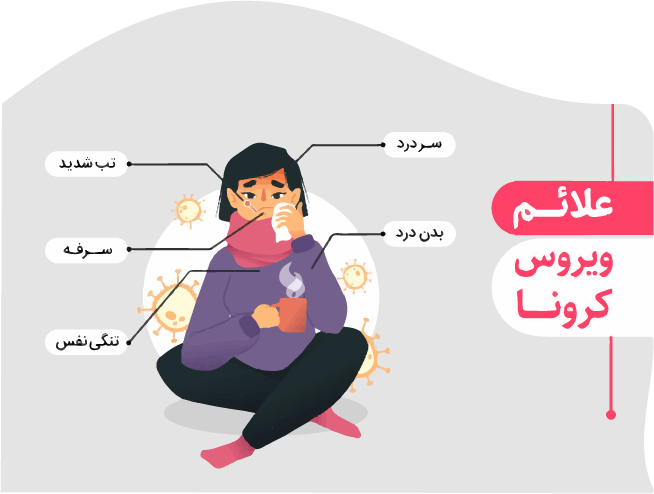 علائم
ویروس
کرونا
سردرد
بدن درد
تب شدید
سرفه
تنگی نفس